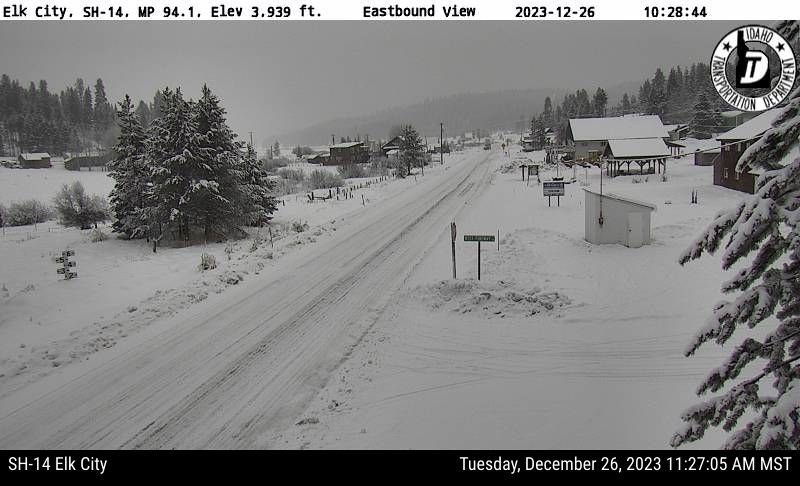 Elk City, SH-14, MP 94.1, Elev 3,939 ft. Eastbound View 2023-12-26 10:28:44
IDAHO
TRANSPORTATION DEPARTMENT
SH-14 Elk City
Tuesday, December 26, 2023 11:27:05 AM MST